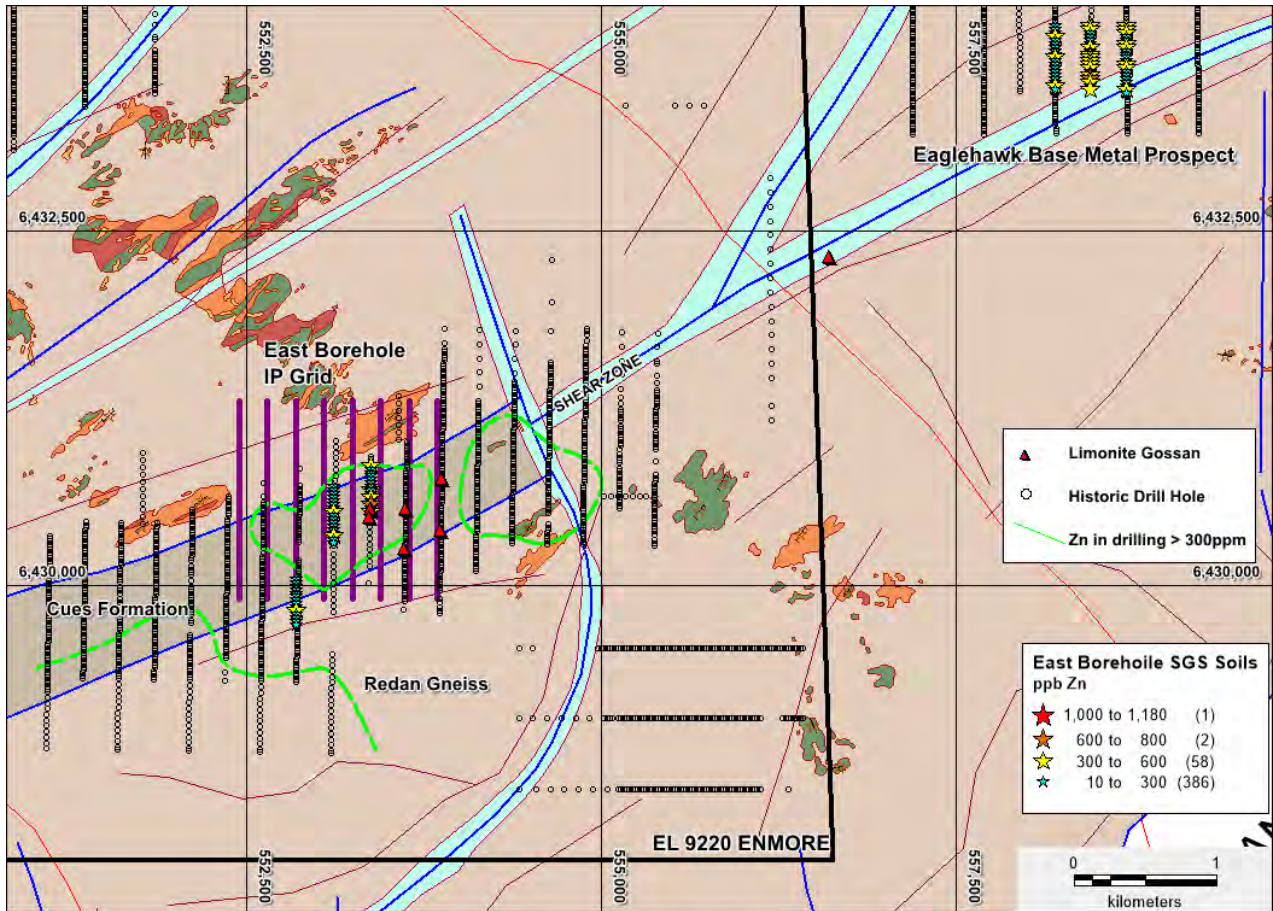 552,500
555,000
557,500
Eaglehawk Base Metal Prospect
6,432,500
6,432,500
East Borehole
IP Grid
SHEAR ZONE
Limonite Gossan
Historic Drill Hole
Zn in drilling > 300ppm
6,430,000
6,430,000
Cues Formation
Redan Gneiss
East Borehoile SGS Soils
ppb Zn
1,000 to 1,180 (1)
600 to 800 (2)
300 to 600 (58)
10 to 300 (386)
EL 9220 ENMORE
552,500
555,000
557,500
0 1
kilometers